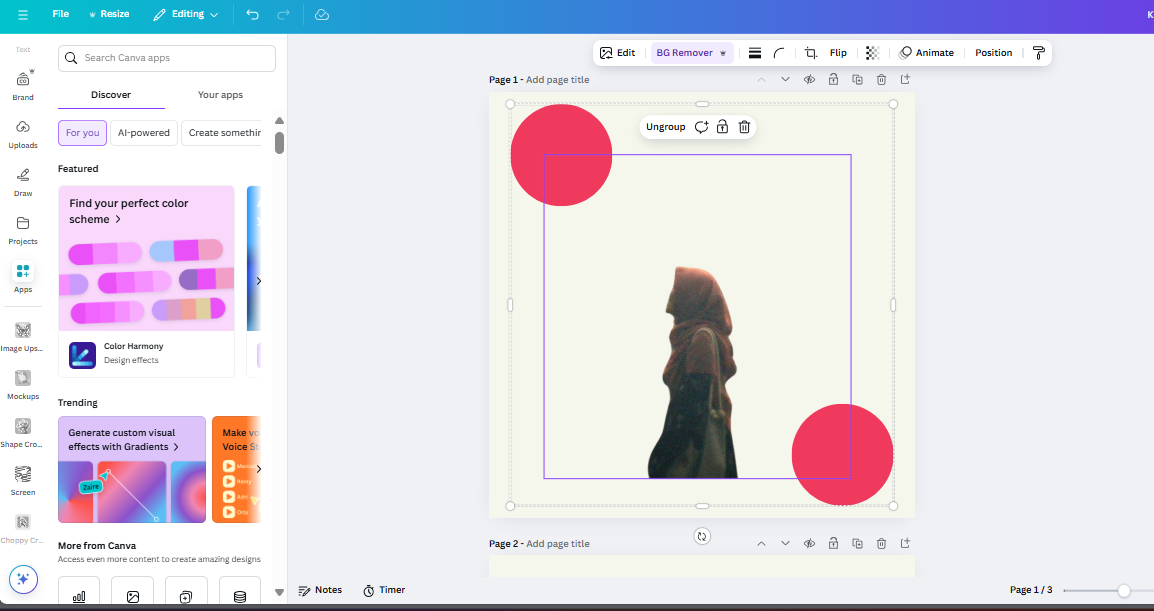 File
Resize
Editing
K
Text
Brand
Uploads
Draw
Projects
Apps
Image Ups...
Mockups
Shape Cro...
Screen
Choppy Cr...
Search Canva apps
Discover
Your apps
For you
AI-powered
Create somethin
Featured
Find your perfect color
scheme >
Color Harmony
Design effects
Trending
Generate custom visual
effects with Gradients >
Zaire
Make
Voice
More from Canva
Access even more content to create amazing designs
Edit
BG Remover
Flip
Animate
Position
Page 1 - Add page title
Ungroup
Page 2 - Add page title
Notes
Timer
Page 1 / 3